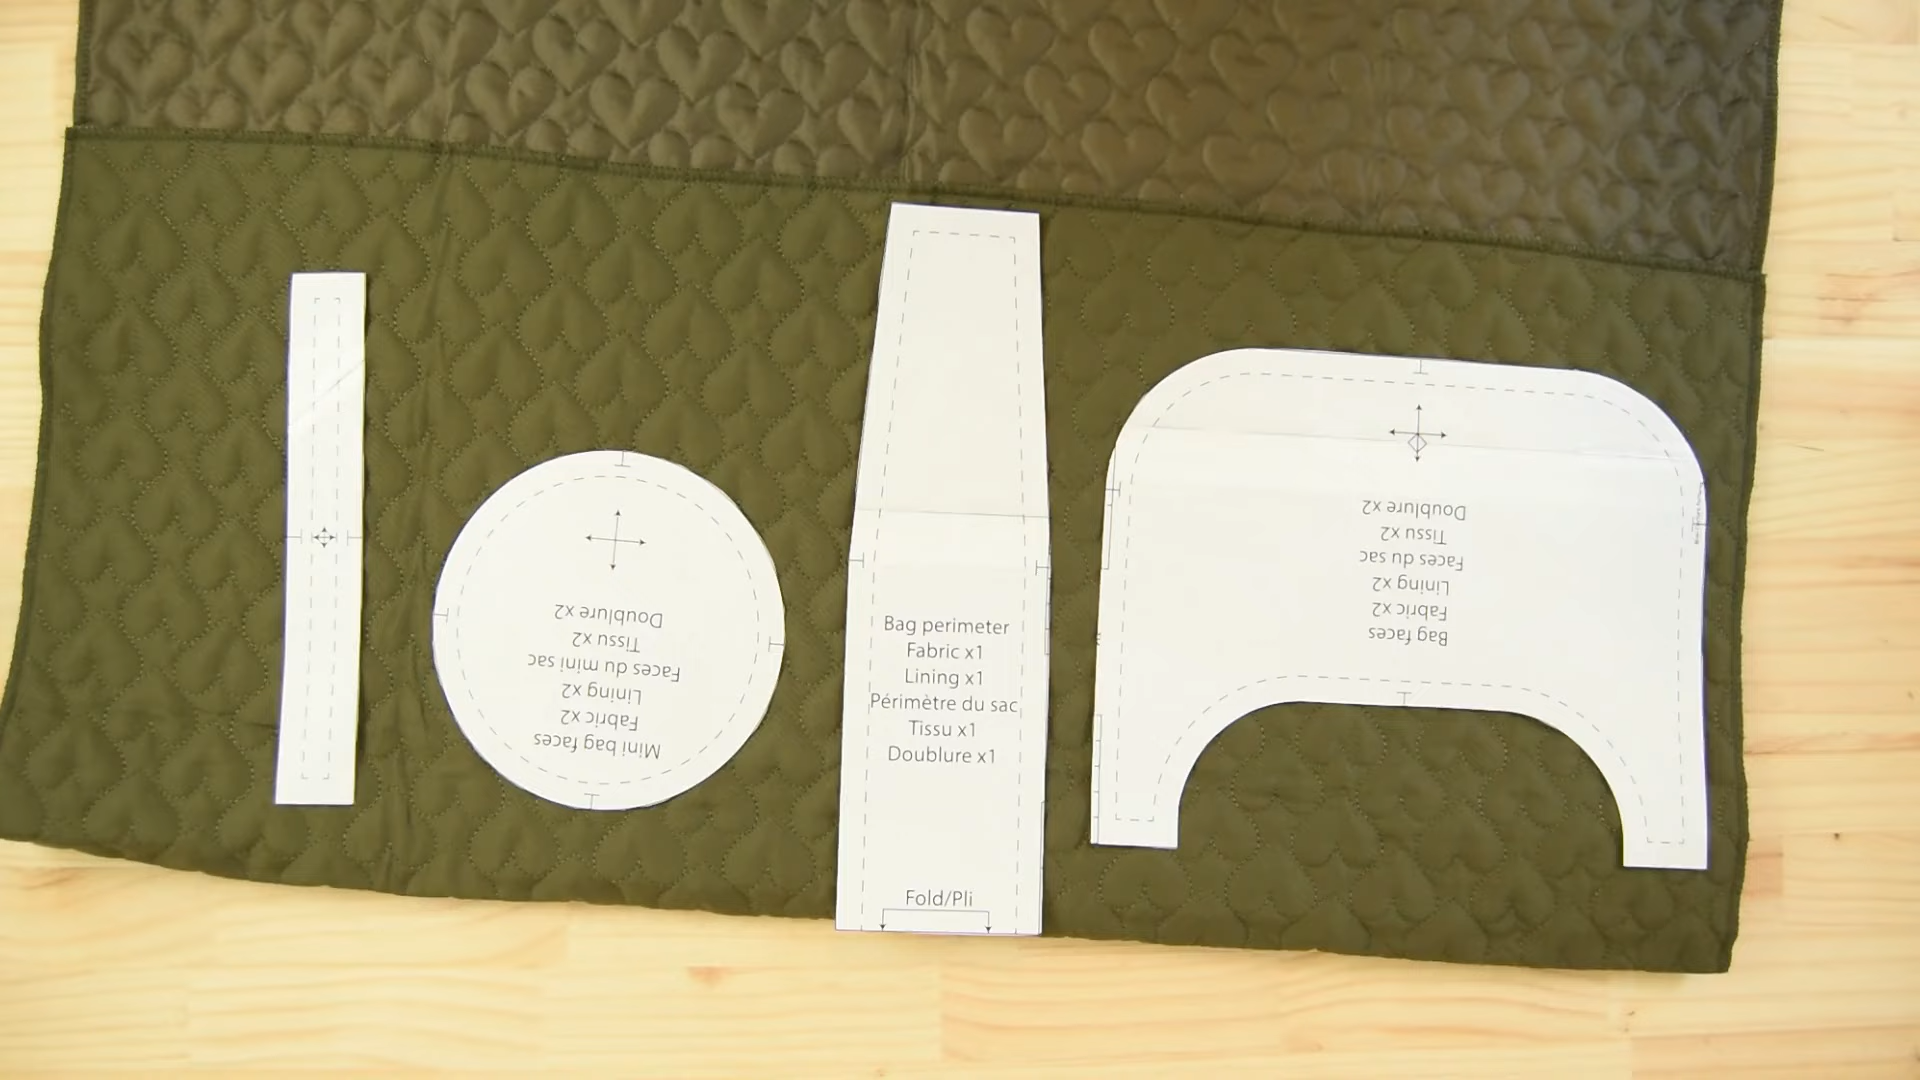 Mini bag faces
Fabric x2
Lining x2
Faces du mini sac
Tissu x2
Doublure x2
Bag perimeter
Fabric x1
Lining x1
Périmètre du sac
Tissu x1
Doublure x1
Fold/Pli
Bag faces
Fabric x2
Lining x2
Faces du sac
Tissu x2
Doublure x2